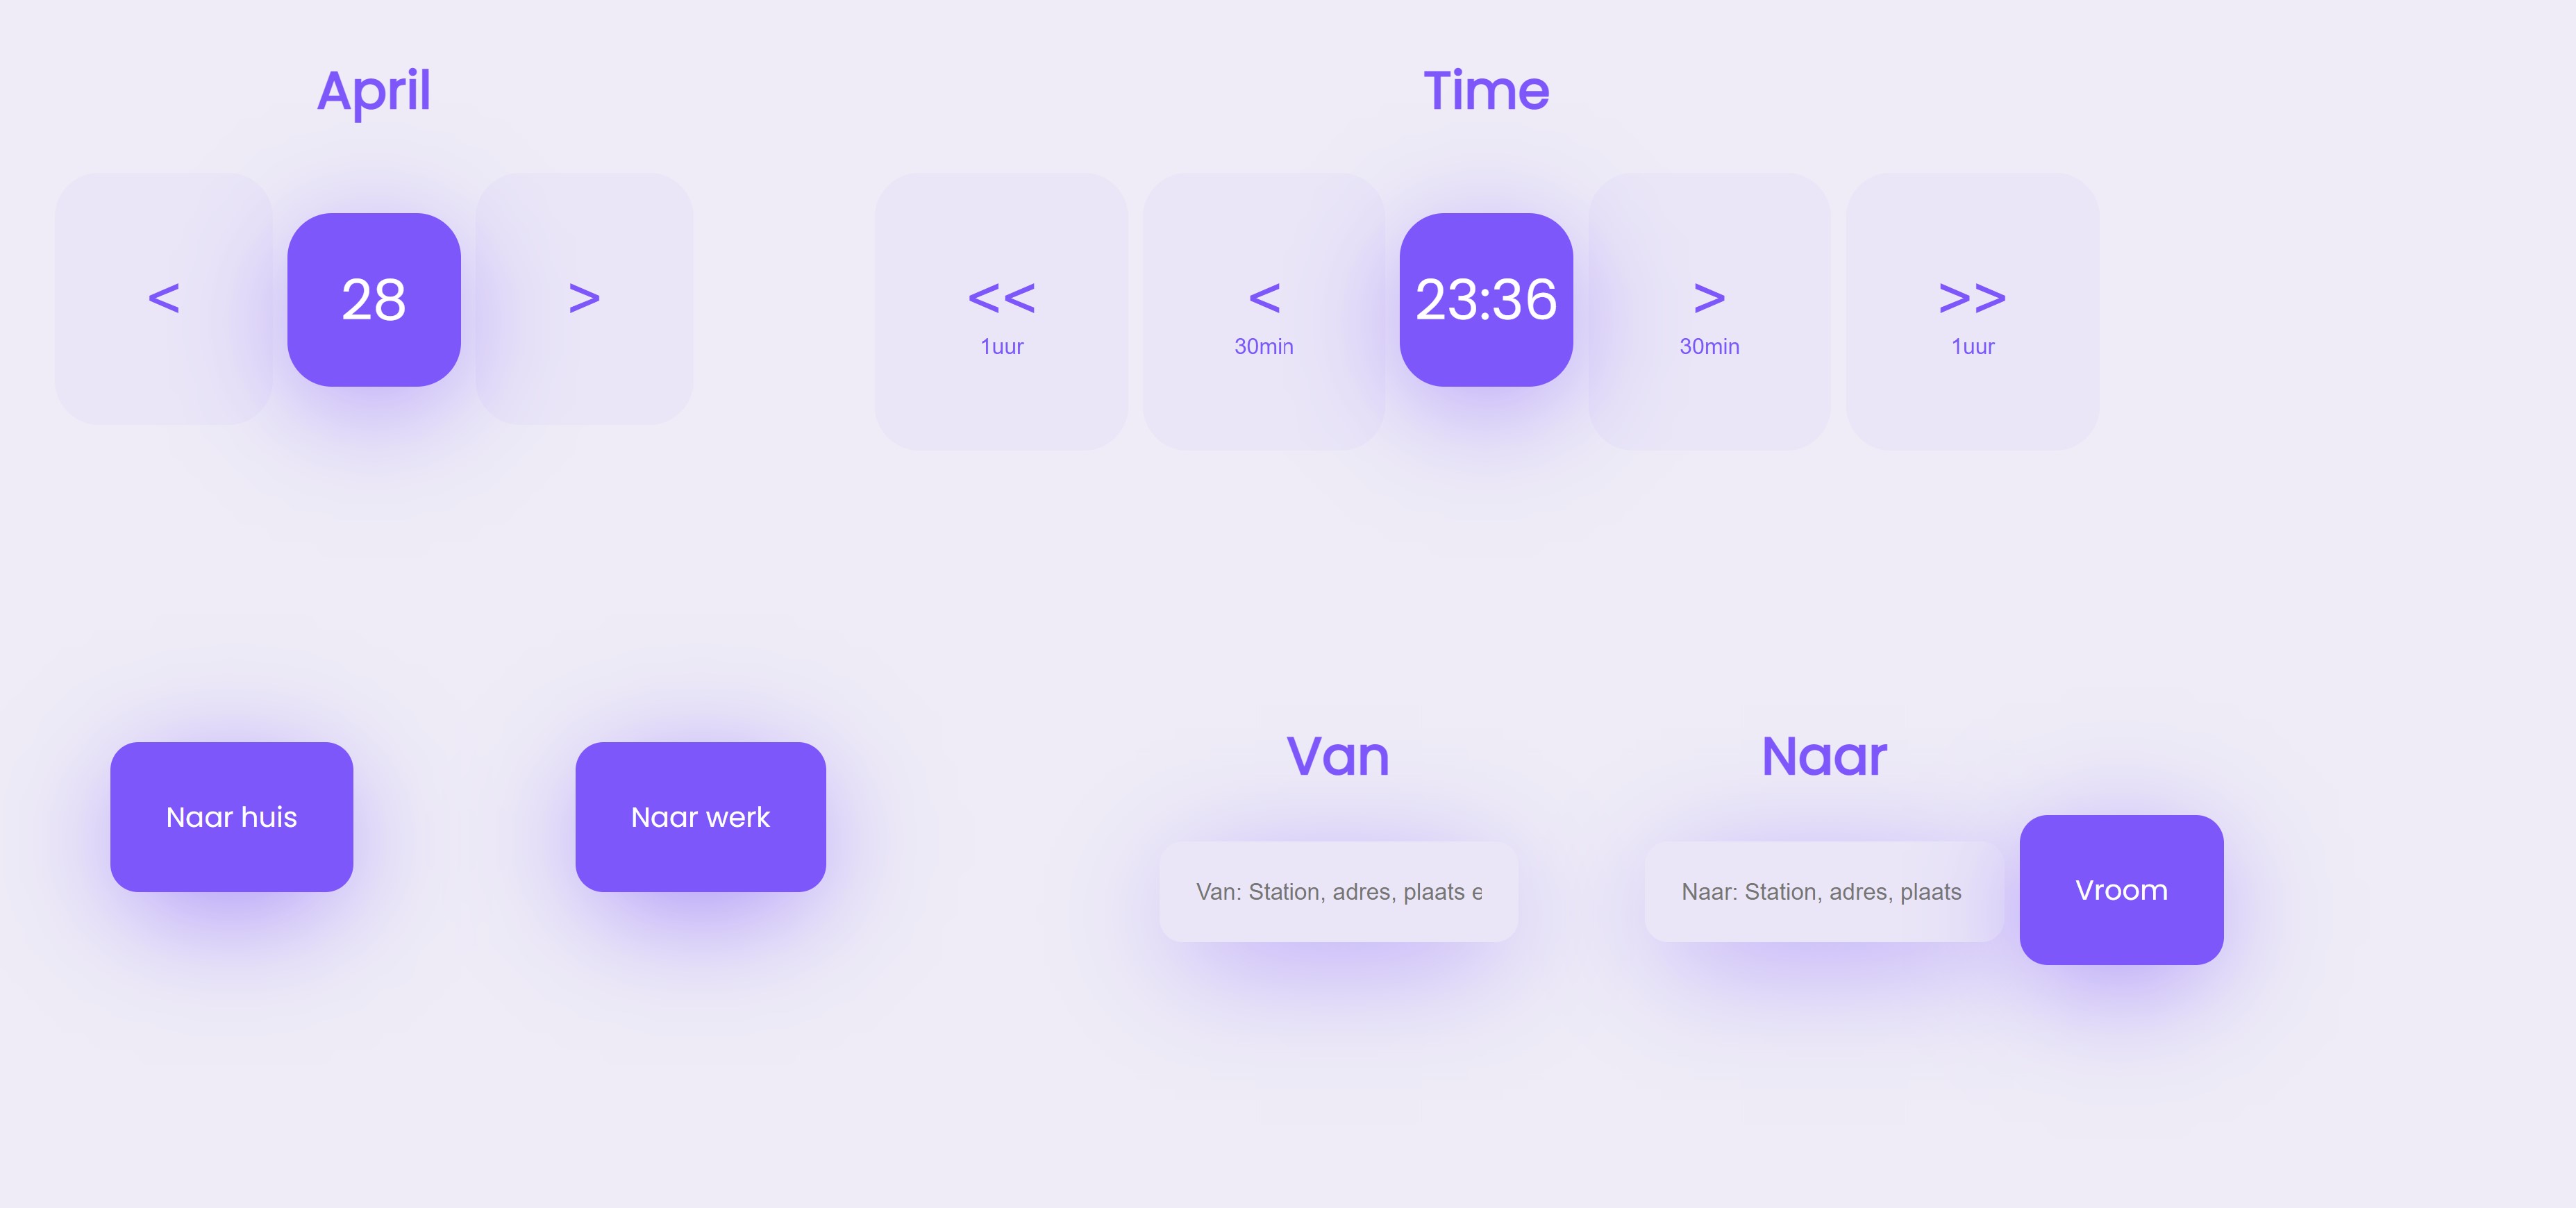 April
< 28 >
Time
<< < 23:36 > >>
1uur 30min 30min 1uur
Naar huis
Naar werk
Van
Van: Station, adres, plaats e
Naar
Naar: Station, adres, plaats
Vroom